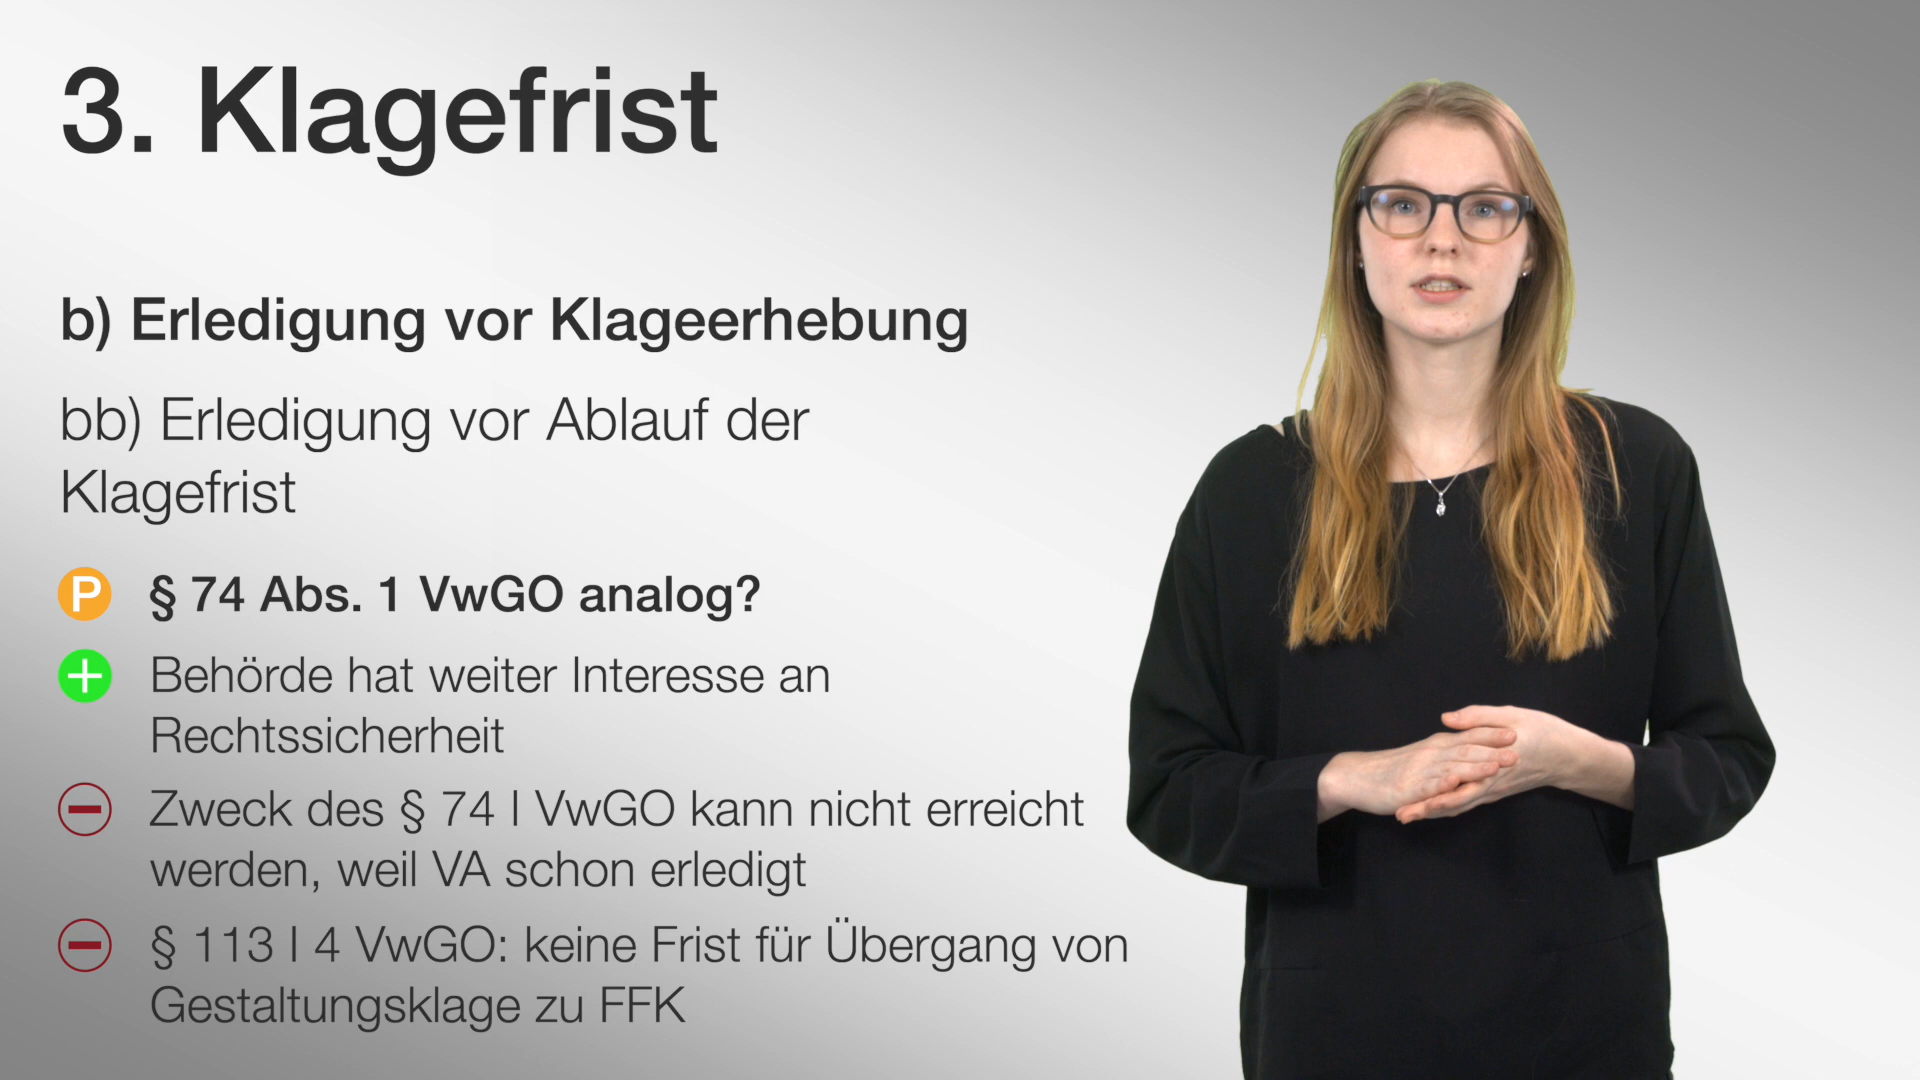 3. Klagefrist
b) Erledigung vor Klageerhebung
bb) Erledigung vor Ablauf der
Klagefrist
P § 74 Abs. 1 VwGO analog?
+ Behörde hat weiter Interesse an
Rechtssicherheit
− Zweck des § 74 I VwGO kann nicht erreicht
werden, weil VA schon erledigt
− § 113 I 4 VwGO: keine Frist für Übergang von
Gestaltungsklage zu FFK